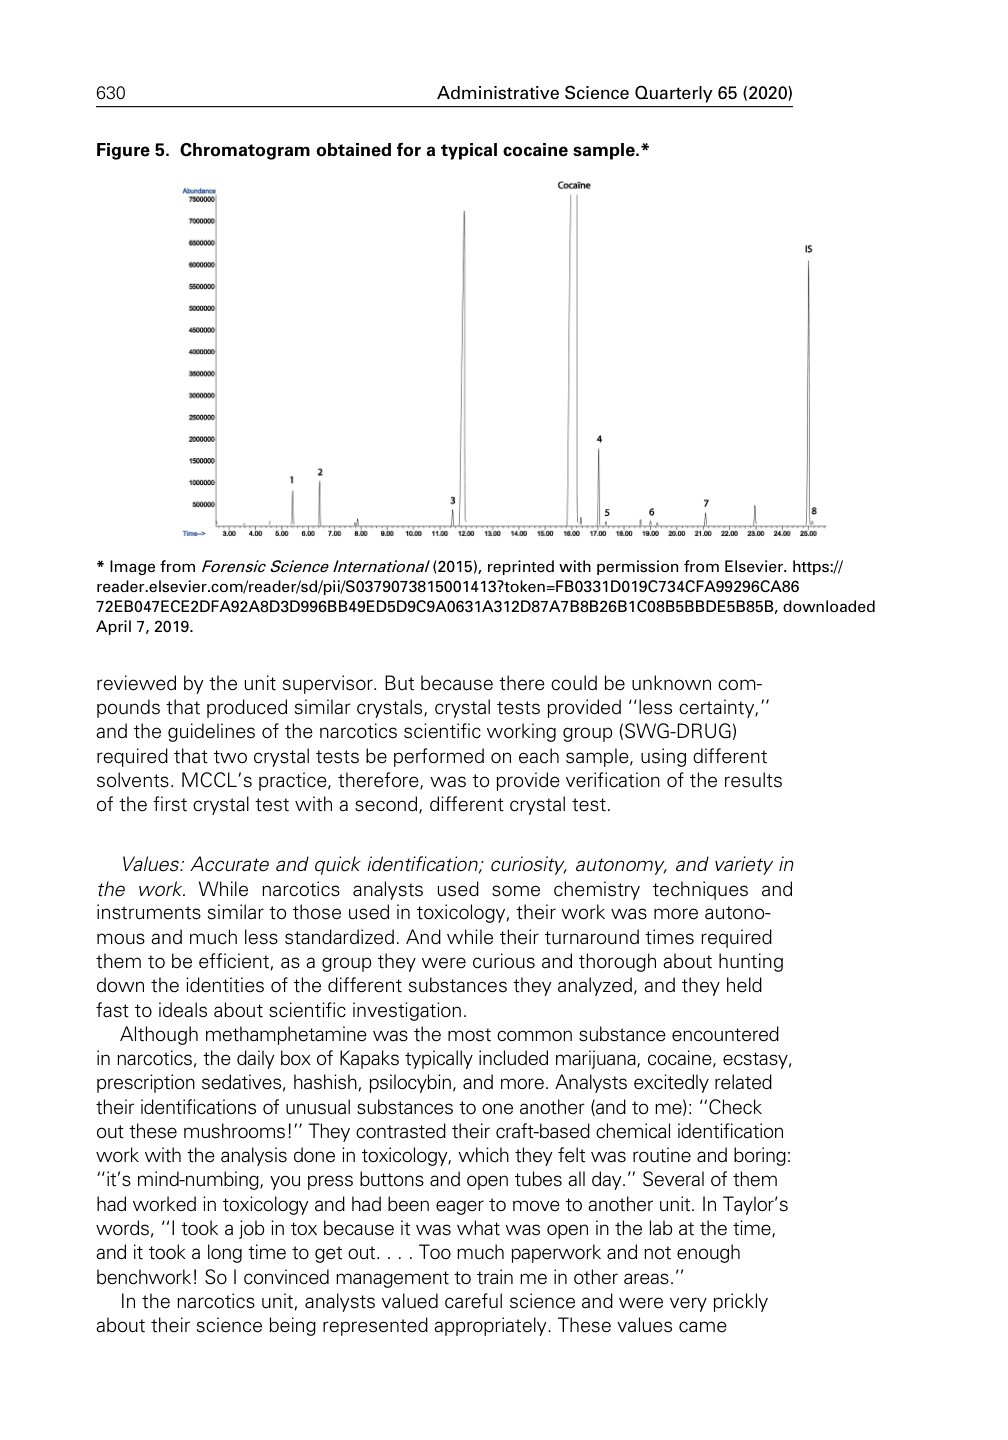 630
Administrative Science Quarterly 65 (2020)
Figure 5. Chromatogram obtained for a typical cocaine sample.*
Abundance
Cocaïne
7500000
7000000
6500000
IS
6000000
5500000
5000000
4500000
4000000
3500000
3000000
2500000
2000000
4
1500000
1
2
1000000
500000
3
5
6
7
8
Time-->
3.00 4.00 5.00 6.00 7.00 8.00 9.00 10.00 11.00 12.00 13.00 14.00 15.00 16.00 17.00 18.00 19.00 20.00 21.00 22.00 23.00 24.00 25.00
* Image from Forensic Science International (2015), reprinted with permission from Elsevier. https://
reader.elsevier.com/reader/sd/pii/S0379073815001413?token=FB0331D019C734CFA99296CA86
72EB047ECE2DFA92A8D3D996BB49ED5D9C9A0631A312D87A7B8B26B1C08B5BBDE5B85B, downloaded
April 7, 2019.
reviewed by the unit supervisor. But because there could be unknown com-
pounds that produced similar crystals, crystal tests provided ''less certainty,''
and the guidelines of the narcotics scientific working group (SWG-DRUG)
required that two crystal tests be performed on each sample, using different
solvents. MCCL's practice, therefore, was to provide verification of the results
of the first crystal test with a second, different crystal test.
Values: Accurate and quick identification; curiosity, autonomy, and variety in
the work. While narcotics analysts used some chemistry techniques and
instruments similar to those used in toxicology, their work was more autono-
mous and much less standardized. And while their turnaround times required
them to be efficient, as a group they were curious and thorough about hunting
down the identities of the different substances they analyzed, and they held
fast to ideals about scientific investigation.
Although methamphetamine was the most common substance encountered
in narcotics, the daily box of Kapaks typically included marijuana, cocaine, ecstasy,
prescription sedatives, hashish, psilocybin, and more. Analysts excitedly related
their identifications of unusual substances to one another (and to me): ''Check
out these mushrooms!'' They contrasted their craft-based chemical identification
work with the analysis done in toxicology, which they felt was routine and boring:
''it's mind-numbing, you press buttons and open tubes all day.'' Several of them
had worked in toxicology and had been eager to move to another unit. In Taylor's
words, ''I took a job in tox because it was what was open in the lab at the time,
and it took a long time to get out. . . . Too much paperwork and not enough
benchwork! So I convinced management to train me in other areas.''
In the narcotics unit, analysts valued careful science and were very prickly
about their science being represented appropriately. These values came